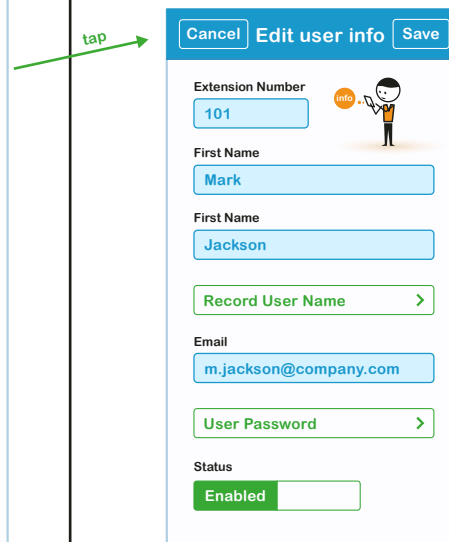 tap
Cancel Edit user info Save
Extension Number
info
101
First Name
Mark
First Name
Jackson
Record User Name
Email
m.jackson@company.com
User Password
Status
Enabled